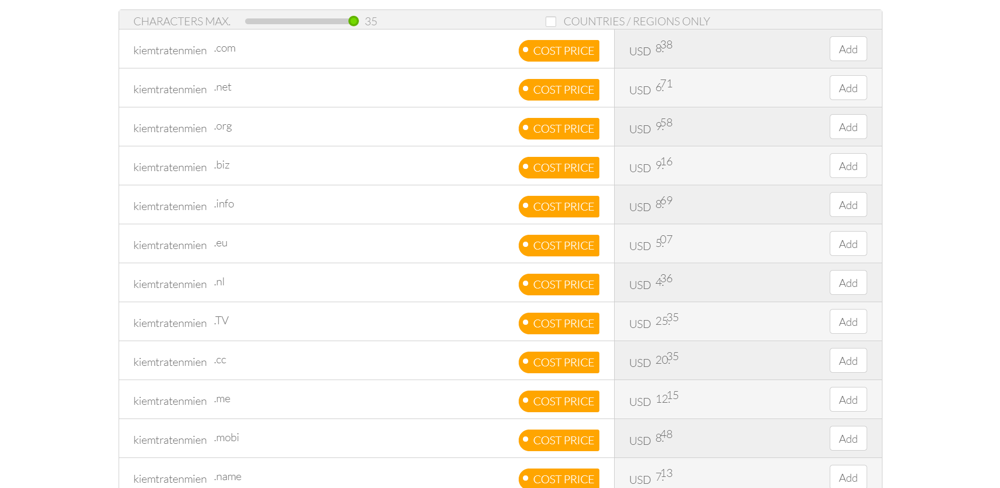 CHARACTERS MAX. 35 COUNTRIES / REGIONS ONLY
kiemtratenmien .com COST PRICE USD 8.38 Add
kiemtratenmien .net COST PRICE USD 6.71 Add
kiemtratenmien .org COST PRICE USD 9.58 Add
kiemtratenmien .biz COST PRICE USD 9.16 Add
kiemtratenmien .info COST PRICE USD 8.69 Add
kiemtratenmien .eu COST PRICE USD 5.07 Add
kiemtratenmien .nl COST PRICE USD 4.36 Add
kiemtratenmien .TV COST PRICE USD 25.35 Add
kiemtratenmien .cc COST PRICE USD 20.35 Add
kiemtratenmien .me COST PRICE USD 12.15 Add
kiemtratenmien .mobi COST PRICE USD 8.48 Add
kiemtratenmien .name COST PRICE USD 7.13 Add